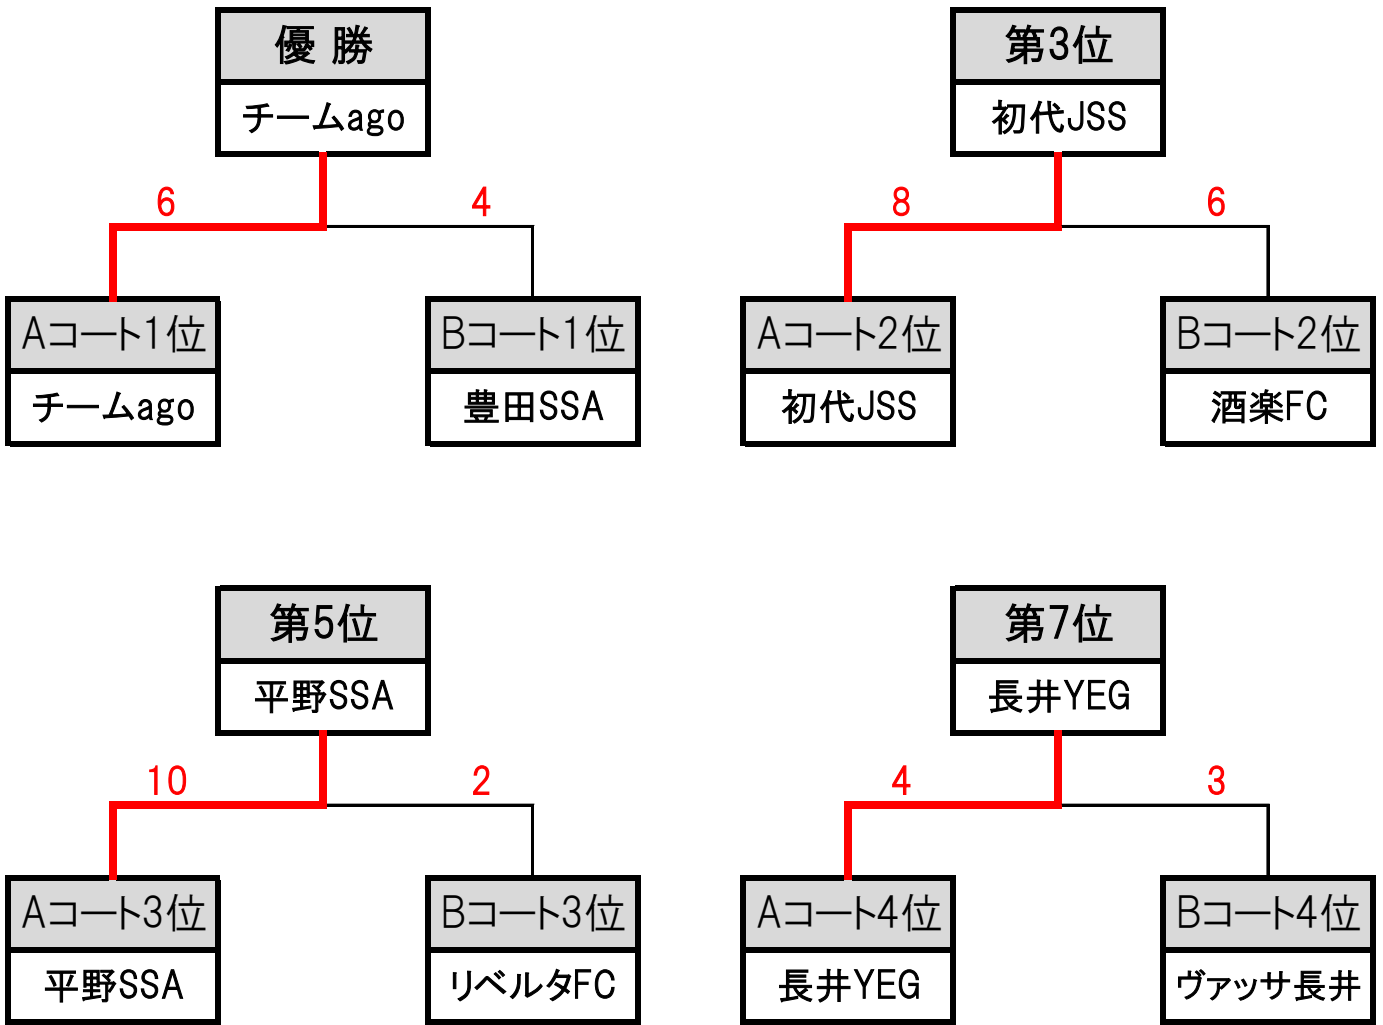 優 勝
チームago
6
4
Aコート1位
Bコート1位
チームago
豊田SSA
第3位
初代JSS
8
6
Aコート2位
Bコート2位
初代JSS
酒楽FC
第5位
平野SSA
10
2
Aコート3位
Bコート3位
平野SSA
リベルタFC
第7位
長井YEG
4
3
Aコート4位
Bコート4位
長井YEG
ヴァッサ長井